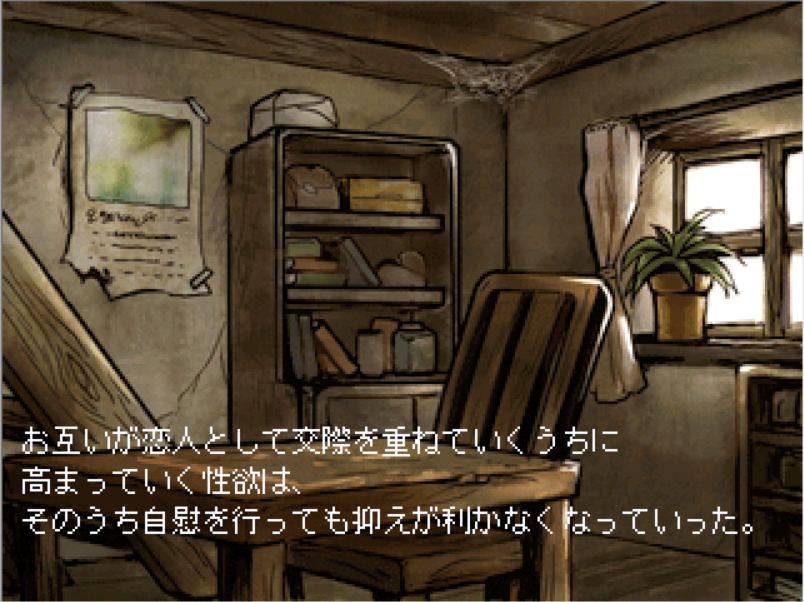 お互いが恋人として交際を重ねていくうちに
高まっていく性欲は、
そのうち自慰を行っても抑えが利かなくなっていった。